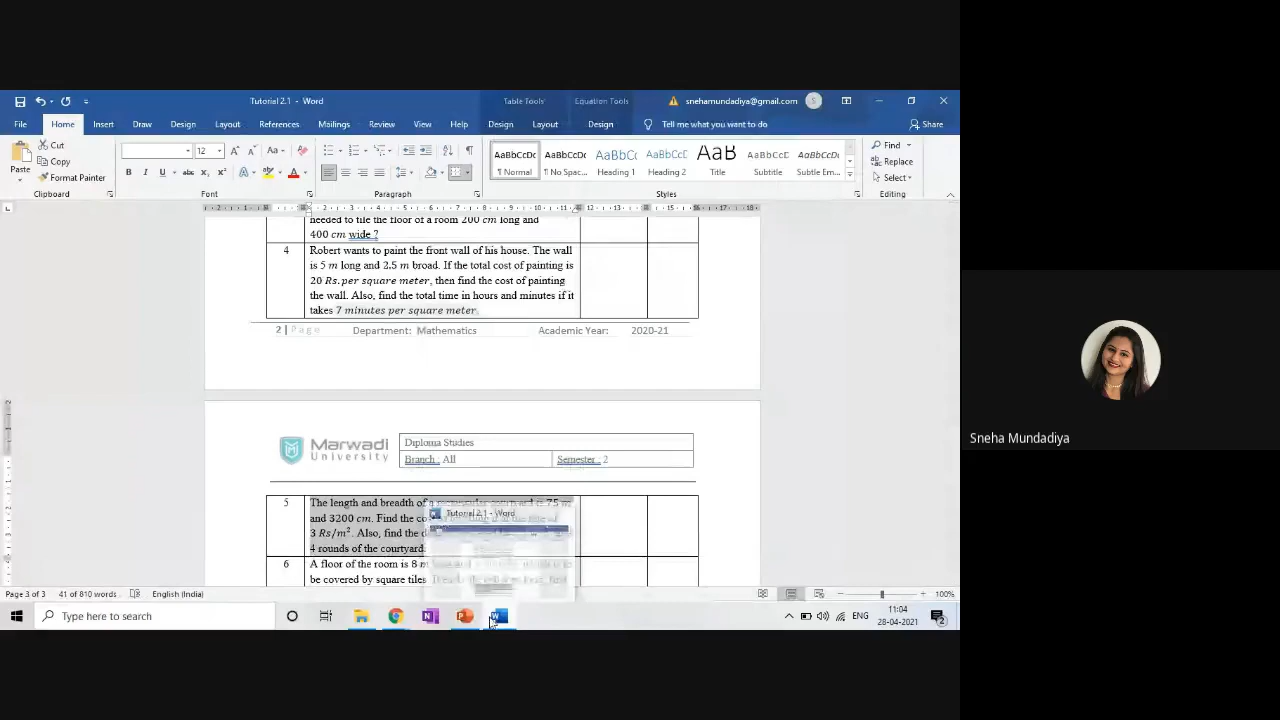 Tutorial 2.1 - Word
Table Tools
Equation Tools
snehamundadiya@gmail.com
S
File
Home
Insert
Draw
Design
Layout
References
Mailings
Review
View
Help
Design
Layout
Design
Tell me what you want to do
Share
Paste
Cut
Copy
Format Painter
Clipboard
12
Font
Paragraph
AaBbCcDc
¶ Normal
AaBbCcDc
¶ No Spac...
AaBbCc
Heading 1
AaBbCcD
Heading 2
AaB
Title
AaBbCcD
Subtitle
AaBbCcDı
Subtle Em...
Styles
Find
Replace
Select
Editing
needed to tile the floor of a room 200 cm long and
400 cm wide ?
4
Robert wants to paint the front wall of his house. The wall
is 5 m long and 2.5 m broad. If the total cost of painting is
20 Rs. per square meter, then find the cost of painting
the wall. Also, find the total time in hours and minutes if it
takes 7 minutes per square meter.
2 | Page
Department: Mathematics
Academic Year: 2020-21
Marwadi
University
Diploma Studies
Branch : All
Semester : 2
5
The length and breadth of a rectangular courtyard is 75 m
and 3200 cm. Find the
3 Rs/m². Also, find the
4 rounds of the courtyard.
Tutorial 2.1 - Word
6
A floor of the room is 8 m
be covered by square tiles.
Page 3 of 3
41 of 810 words
English (India)
100%
Type here to search
ENG
11:04
28-04-2021
2
Sneha Mundadiya